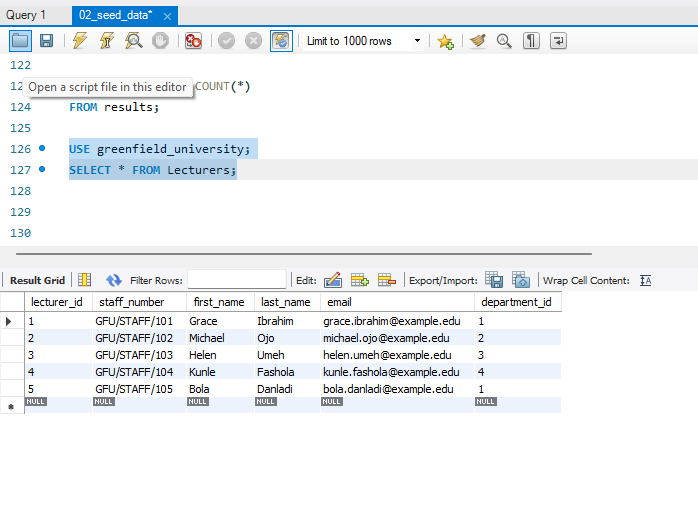 Query 1 02_seed_data*
Limit to 1000 rows
122
Open a script file in this editor COUNT(*)
124 FROM results;
125
126 USE greenfield_university;
127 SELECT * FROM Lecturers;
128
129
130
Result Grid Filter Rows: Edit: Export/Import: Wrap Cell Content:
lecturer_id staff_number first_name last_name email department_id
1 GFU/STAFF/101 Grace Ibrahim grace.ibrahim@example.edu 1
2 GFU/STAFF/102 Michael Ojo michael.ojo@example.edu 2
3 GFU/STAFF/103 Helen Umeh helen.umeh@example.edu 3
4 GFU/STAFF/104 Kunle Fashola kunle.fashola@example.edu 4
5 GFU/STAFF/105 Bola Danladi bola.danladi@example.edu 1
NULL NULL NULL NULL NULL NULL